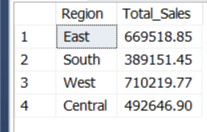 Region Total_Sales
1 East 669518.85
2 South 389151.45
3 West 710219.77
4 Central 492646.90